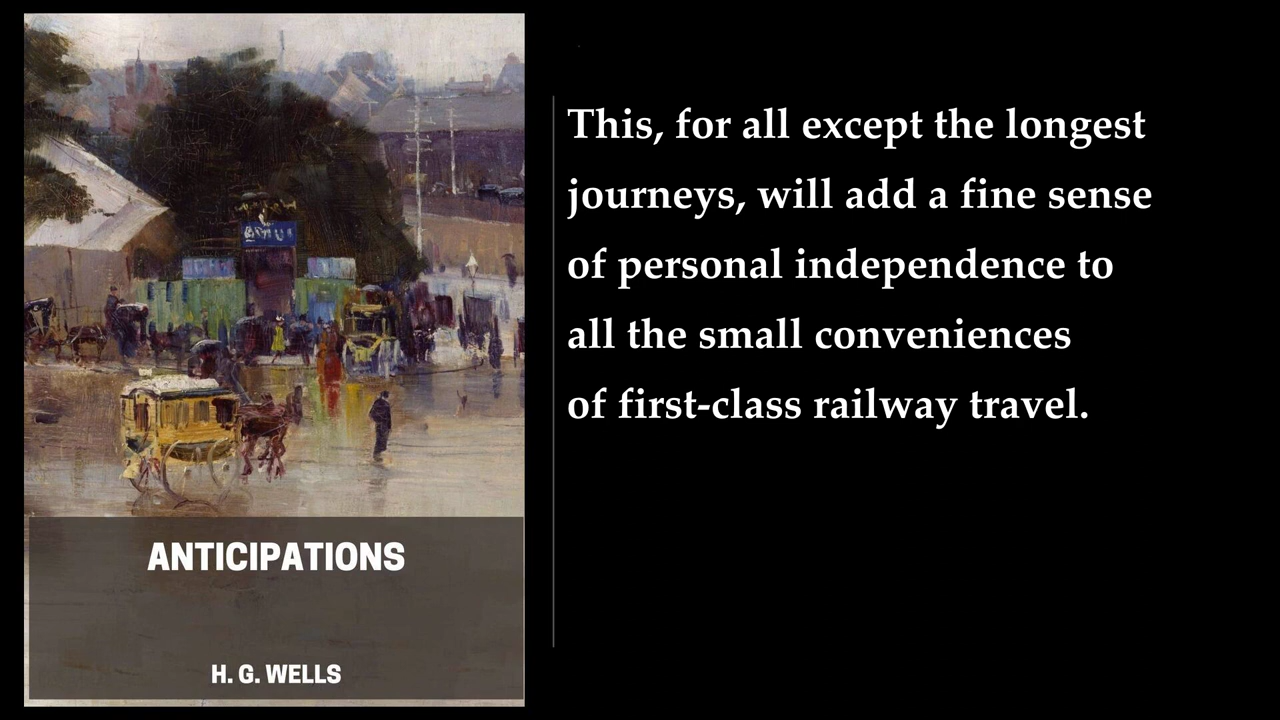 ANTICIPATIONS
H. G. WELLS
This, for all except the longest
journeys, will add a fine sense
of personal independence to
all the small conveniences
of first-class railway travel.